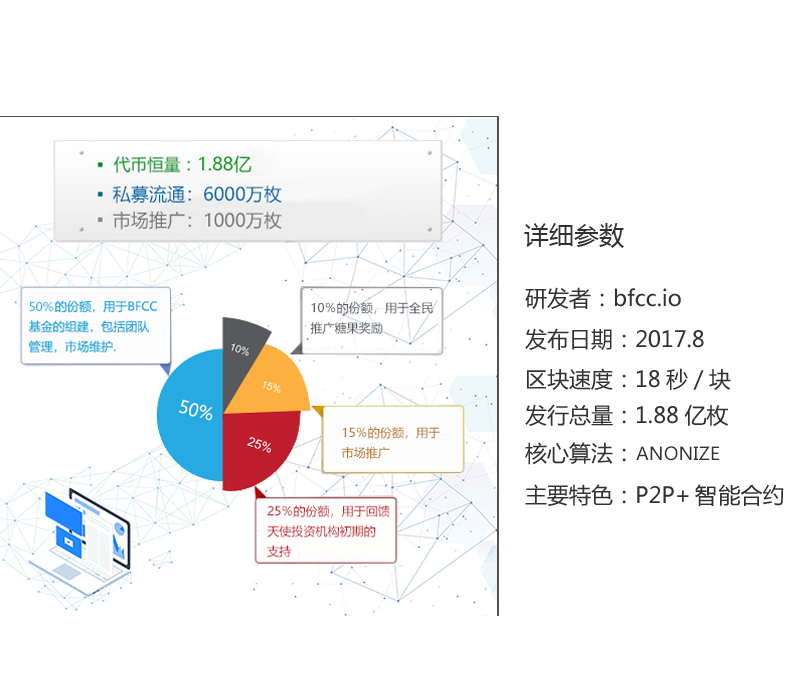 ▪ 代币恒量：1.88亿
▪ 私募流通：6000万枚
▪ 市场推广：1000万枚
50%的份额，用于BFCC
基金的组建，包括团队
管理，市场维护.
10%的份额，用于全民
推广糖果奖励
10%
15%
50%
25%
15%的份额，用于
市场推广
25%的份额，用于回馈
天使投资机构初期的
支持
详细参数
研发者：bfcc.io
发布日期：2017.8
区块速度：18 秒 / 块
发行总量：1.88 亿枚
核心算法：ANONIZE
主要特色：P2P+ 智能合约